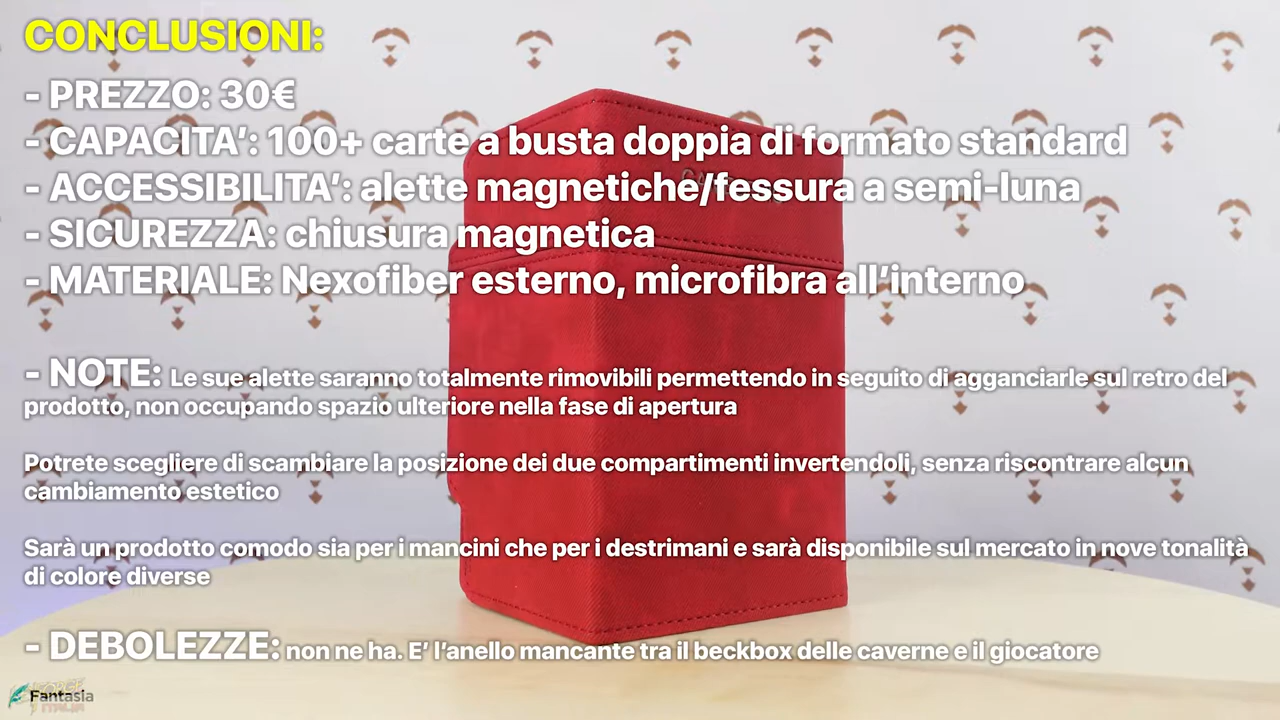 CONCLUSIONI:
- PREZZO: 30€
- CAPACITA’: 100+ carte a busta doppia di formato standard
- ACCESSIBILITA’: alette magnetiche/fessura a semi-luna
- SICUREZZA: chiusura magnetica
- MATERIALE: Nexofiber esterno, microfibra all’interno
- NOTE: Le sue alette saranno totalmente rimovibili permettendo in seguito di agganciarle sul retro del
prodotto, non occupando spazio ulteriore nella fase di apertura
Potrete scegliere di scambiare la posizione dei due compartimenti invertendoli, senza riscontrare alcun
cambiamento estetico
Sarà un prodotto comodo sia per i mancini che per i destrimani e sarà disponibile sul mercato in nove tonalità
di colore diverse
- DEBOLEZZE: non ne ha. E’ l’anello mancante tra il beckbox delle caverne e il giocatore
Fantasia
ITALIA